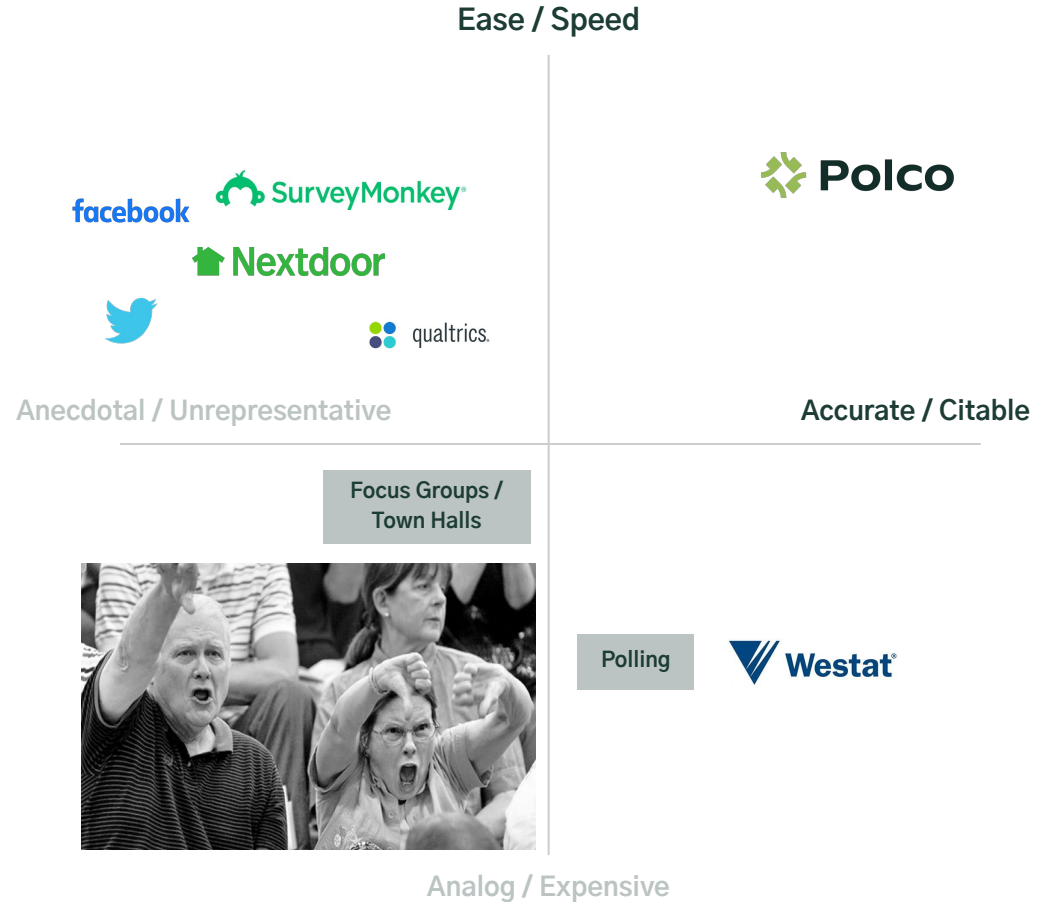 Ease / Speed
Polco
SurveyMonkey®
facebook
Nextdoor
qualtrics.
Anecdotal / Unrepresentative
Accurate / Citable
Focus Groups /
Town Halls
Polling
Westat®
Analog / Expensive